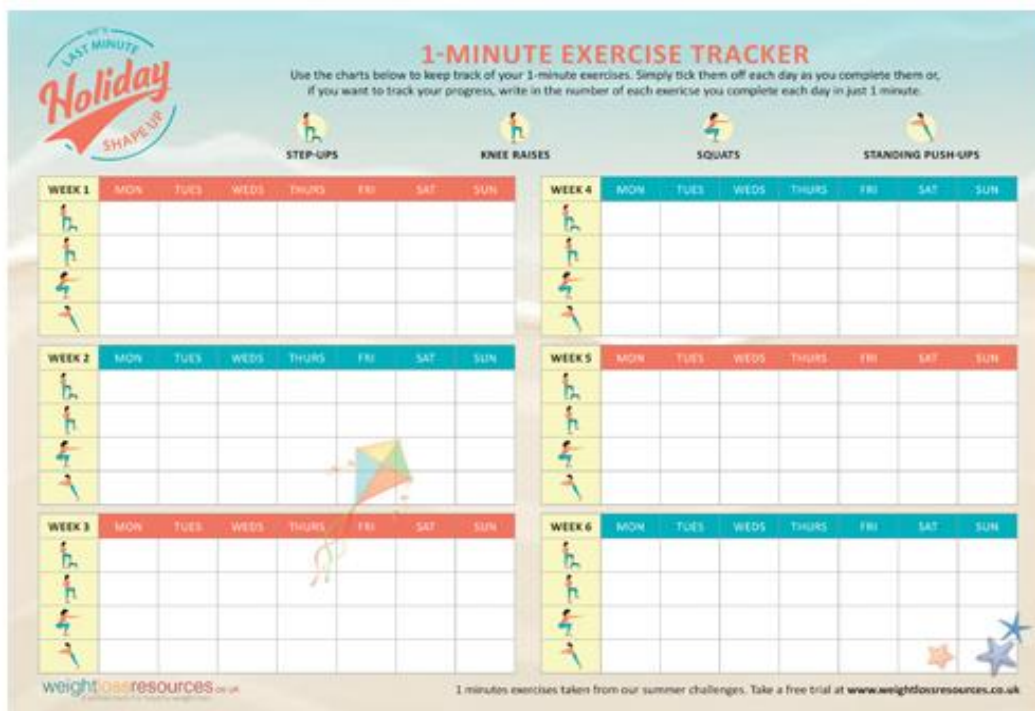 LAST MINUTE
Holiday
SHAPE UP
1-MINUTE EXERCISE TRACKER
Use the charts below to keep track of your 1-minute exercises. Simply tick them off each day as you complete them or,
if you want to track your progress, write in the number of each exericse you complete each day in just 1 minute.
STEP-UPS KNEE RAISES SQUATS STANDING PUSH-UPS
WEEK 1 MON TUES WEDS THURS FRI SAT SUN
WEEK 4 MON TUES WEDS THURS FRI SAT SUN
WEEK 2 MON TUES WEDS THURS FRI SAT SUN
WEEK 5 MON TUES WEDS THURS FRI SAT SUN
WEEK 3 MON TUES WEDS THURS FRI SAT SUN
WEEK 6 MON TUES WEDS THURS FRI SAT SUN
weightlossresources.co.uk
1 minutes exercises taken from our summer challenges. Take a free trial at www.weightlossresources.co.uk